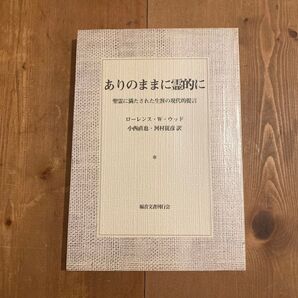 ありのままに霊的に
聖霊に満たされた生涯の現代的提言
ローレンス・W・ウッド
小西直也・河村従彦 訳
福音文書刊行会